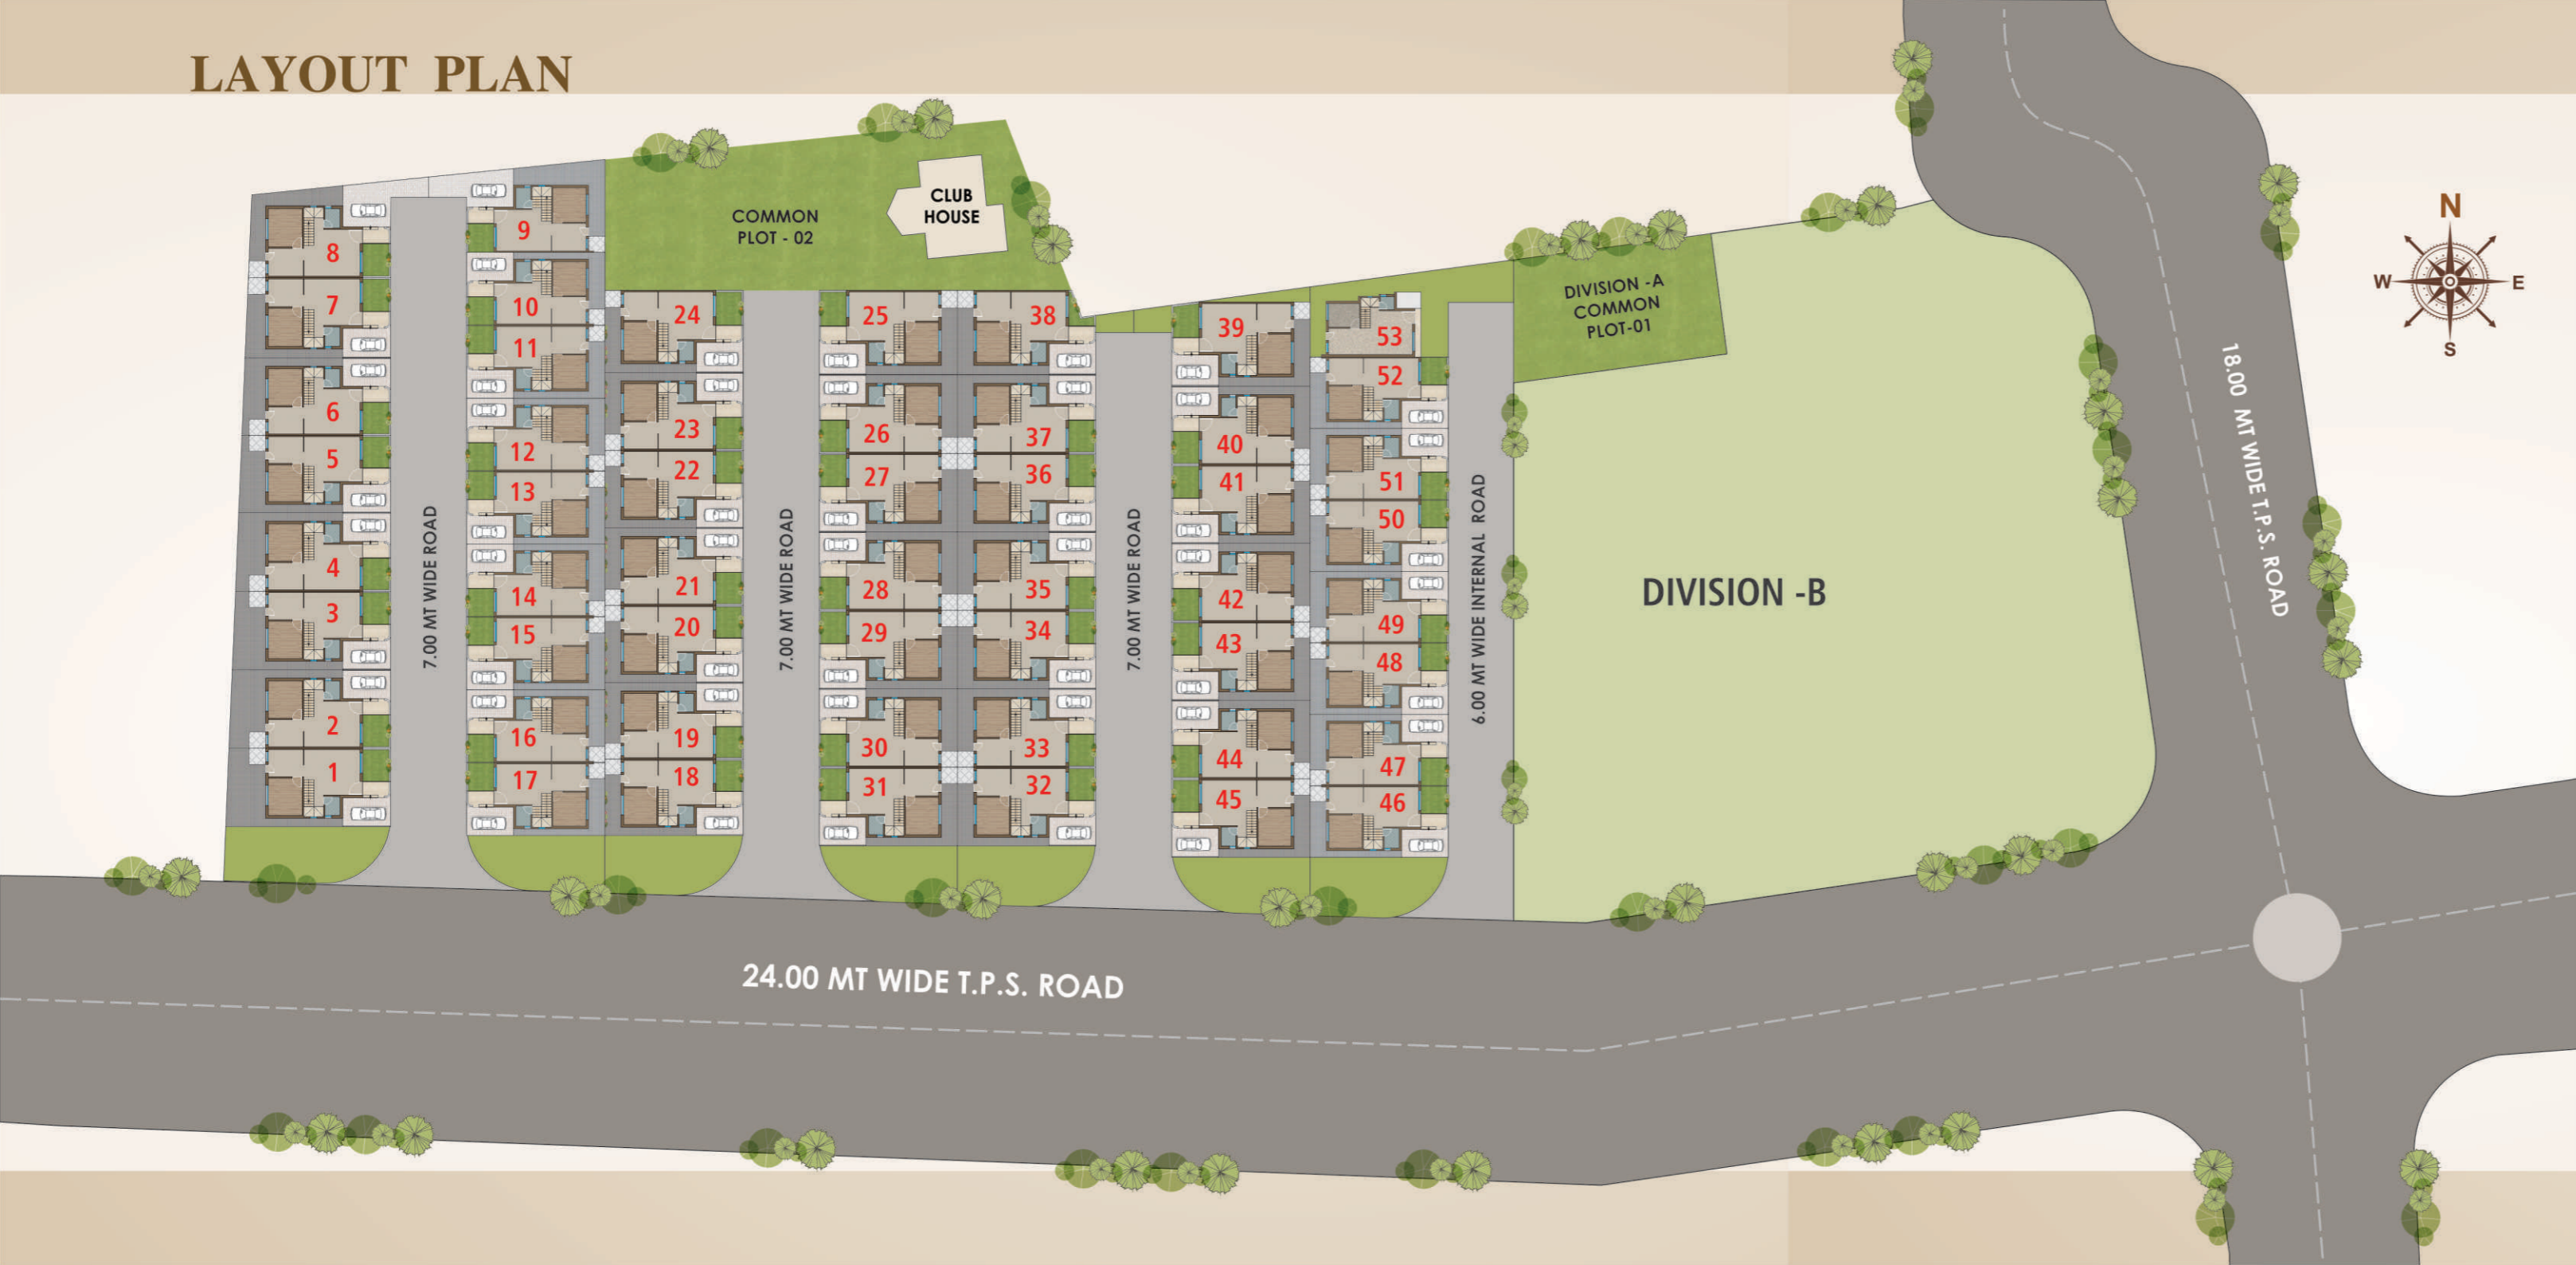 LAYOUT PLAN
COMMON
PLOT - 02
CLUB
HOUSE
DIVISION -A
COMMON
PLOT-01
N
W
E
S
8
7
6
5
4
3
2
1
7.00 MT WIDE ROAD
9
10
11
12
13
14
15
16
17
24
23
22
21
20
19
18
7.00 MT WIDE ROAD
25
26
27
28
29
30
31
38
37
36
35
34
33
32
7.00 MT WIDE ROAD
39
40
41
42
43
44
45
53
52
51
50
49
48
47
46
6.00 MT WIDE INTERNAL ROAD
DIVISION -B
18.00 MT WIDE T.P.S. ROAD
24.00 MT WIDE T.P.S. ROAD